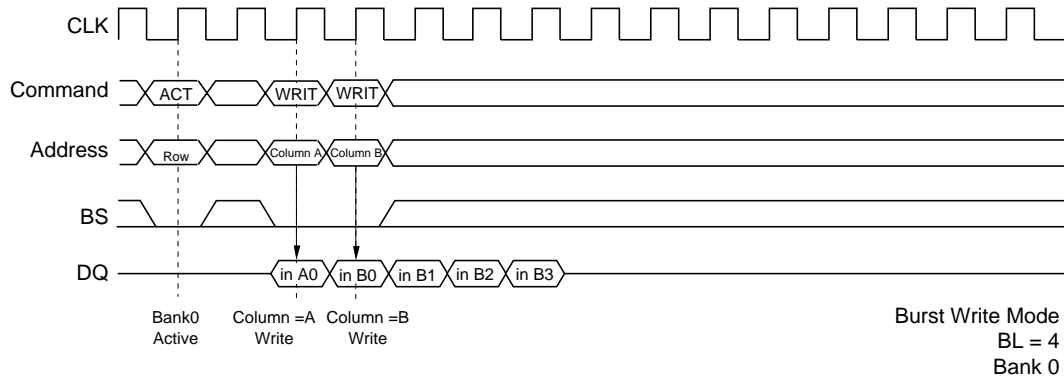 CLK
Command ACT WRIT WRIT
Address Row Column A Column B
BS
DQ in A0 in B0 in B1 in B2 in B3
Bank0 Column =A Column =B
Active Write Write
Burst Write Mode
BL = 4
Bank 0